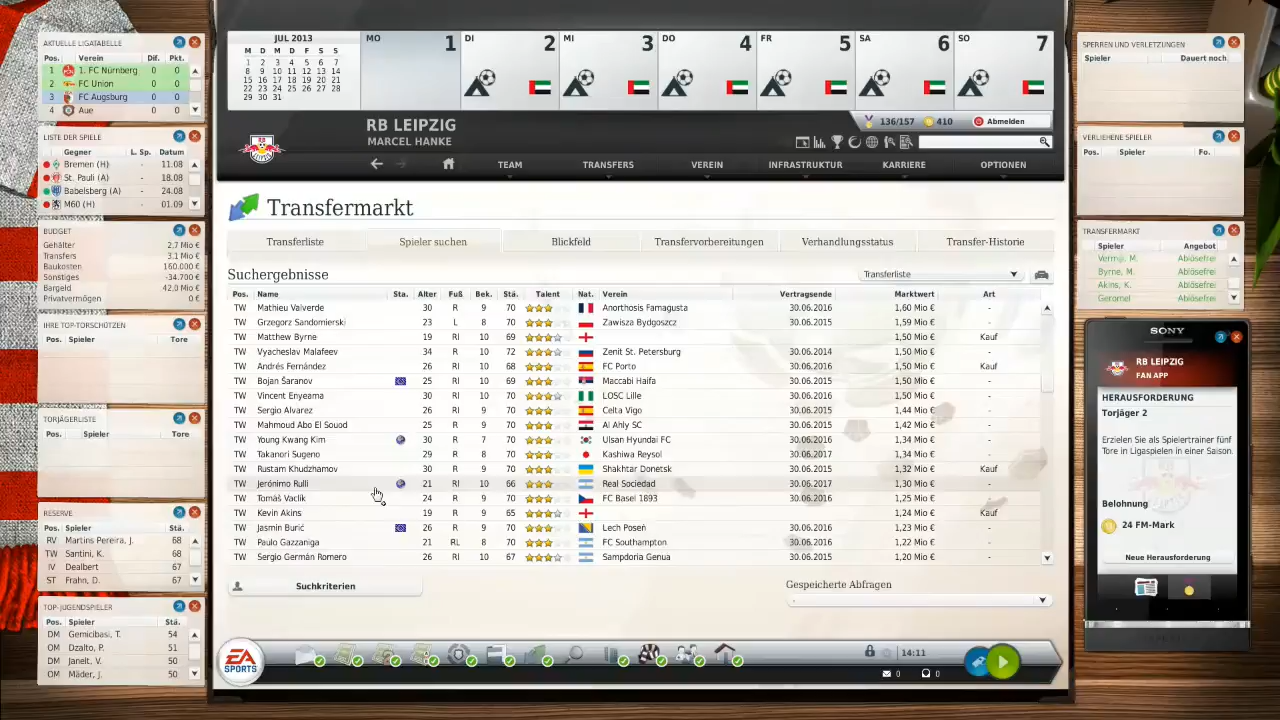 AKTUELLE LIGATABELLE
Pos. Verein Dif. Pkt.
1 1. FC Nürnberg 0 0
2 FC Union 0 0
3 FC Augsburg 0 0
4 Aue 0 0
LISTE DER SPIELE
Gegner L. Sp. Datum
Bremen (H) - 11.08
St. Pauli (A) - 18.08
Babelsberg (A) - 24.08
M60 (H) - 01.09
BUDGET
Gehälter 2,7 Mio €
Transfers 3.1 Mio €
Baukosten 160.000 €
Sonstiges -34.700 €
Bargeld 42,0 Mio €
Privatvermögen 0 €
IHRE TOP-TORSCHÜTZEN
Pos. Spieler Tore
TORJÄGERLISTE
Pos. Spieler Tore
RESERVE
Pos. Spieler Stä.
RV Martins Pereira, J. 68
TW Santini, K. 68
IV Dealbert 67
ST Frahn, D. 67
TOP-JUGENDSPIELER
Pos. Spieler Stä.
DM Gemicibasi, T. 54
OM Dzalto, P. 51
DM Janelt, V. 50
OM Mäder, J. 50
JUL 2013
M D M D F S S
1 2 3 4 5 6 7
8 9 10 11 12 13 14
15 16 17 18 19 20 21
22 23 24 25 26 27 28
29 30 31
MO 1 DI 2 MI 3 DO 4 FR 5 SA 6 SO 7
136/157 410 Abmelden
RB LEIPZIG
MARCEL HANKE
TEAM TRANSFERS VEREIN INFRASTRUKTUR KARRIERE OPTIONEN
Transfermarkt
Transferliste Spieler suchen Blickfeld Transfervorbereitungen Verhandlungsstatus Transfer-Historie
Suchergebnisse Transferliste
Pos. Name Sta. Alter Fuß Bek. Stä. Talent Nat. Verein Vertragsende Marktwert Art
TW Mathieu Valverde 30 R 9 70 Anorthosis Famagusta 30.06.2016 1,60 Mio € -
TW Grzegorz Sandomierski 23 L 8 70 Zawisza Bydgoszcz 30.06.2016 1,59 Mio € -
TW Matthew Byrne 19 Rl 10 69 1,50 Mio € Kauf
TW Vyacheslav Malafeev 34 R 10 72 Zenit St. Petersburg 30.06.2014 1,50 Mio € -
TW Andrés Fernández 26 Rl 10 68 FC Porto 30.06.2016 1,50 Mio € Kauf
TW Bojan Šaranov 25 Rl 10 69 Maccabi Haifa 30.06.2015 1,50 Mio € -
TW Vincent Enyeama 30 Rl 10 70 LOSC Lille 30.06.2015 1,50 Mio € -
TW Sergio Alvarez 26 Rl 9 70 Celta Vigo 30.06.2015 1,44 Mio € -
TW Mahmoud Abo El Souod 25 R 9 70 Al Ahly SC 30.06.2015 1,42 Mio € -
TW Young Kwang Kim 30 R 7 70 Ulsan Hyundai FC 30.06.2016 1,34 Mio € -
TW Takanori Sugeno 29 R 8 70 Kashiwa Reysol 30.06.2017 1,34 Mio € -
TW Rustam Khudzhamov 30 R 9 70 Shakhtar Donetsk 30.06.2016 1,32 Mio € Kauf
TW Jerónimo Rulli 21 Rl 10 66 Real Sociedad 30.06.2017 1,30 Mio € -
TW Tomáš Vaclík 24 R 9 70 FC Basel 1893 30.06.2016 1,25 Mio € -
TW Kevin Akins 19 R 9 65 1,24 Mio € Kauf
TW Jasmin Burić 26 R 9 70 Lech Posen 30.06.2016 1,23 Mio € -
TW Paulo Gazzaniga 21 RL 8 70 FC Southampton 30.06.2016 1,22 Mio € -
TW Sergio Germán Romero 26 Rl 10 67 Sampdoria Genua 30.06.2015 1,20 Mio € -
Suchkriterien
Gespeicherte Abfragen
-
EA SPORTS
14:11
0 0
SPERREN UND VERLETZUNGEN
Spieler Dauert noch
VERLIEHENE SPIELER
Pos. Spieler Fo.
TRANSFERMARKT
Spieler Angebot
Vermijl, M. Ablösefrei
Byrne, M. Ablösefrei
Akins, K. Ablösefrei
Geromel Ablösefrei
SONY
RB LEIPZIG
FAN APP
HERAUSFORDERUNG
Torjäger 2
Erzielen Sie als Spielertrainer fünf
Tore in Ligaspielen in einer Saison.
Belohnung
24 FM-Mark
Neue Herausforderung